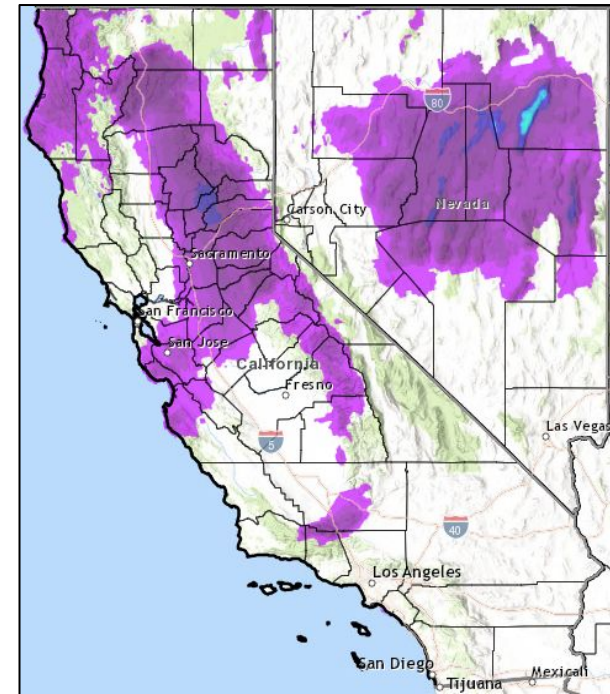 80
Nevada
Carson City
Sacramento
San Francisco
San Jose
California
Fresno
5
Las Vegas
40
Los Angeles
San Diego
Tijuana
Mexicali